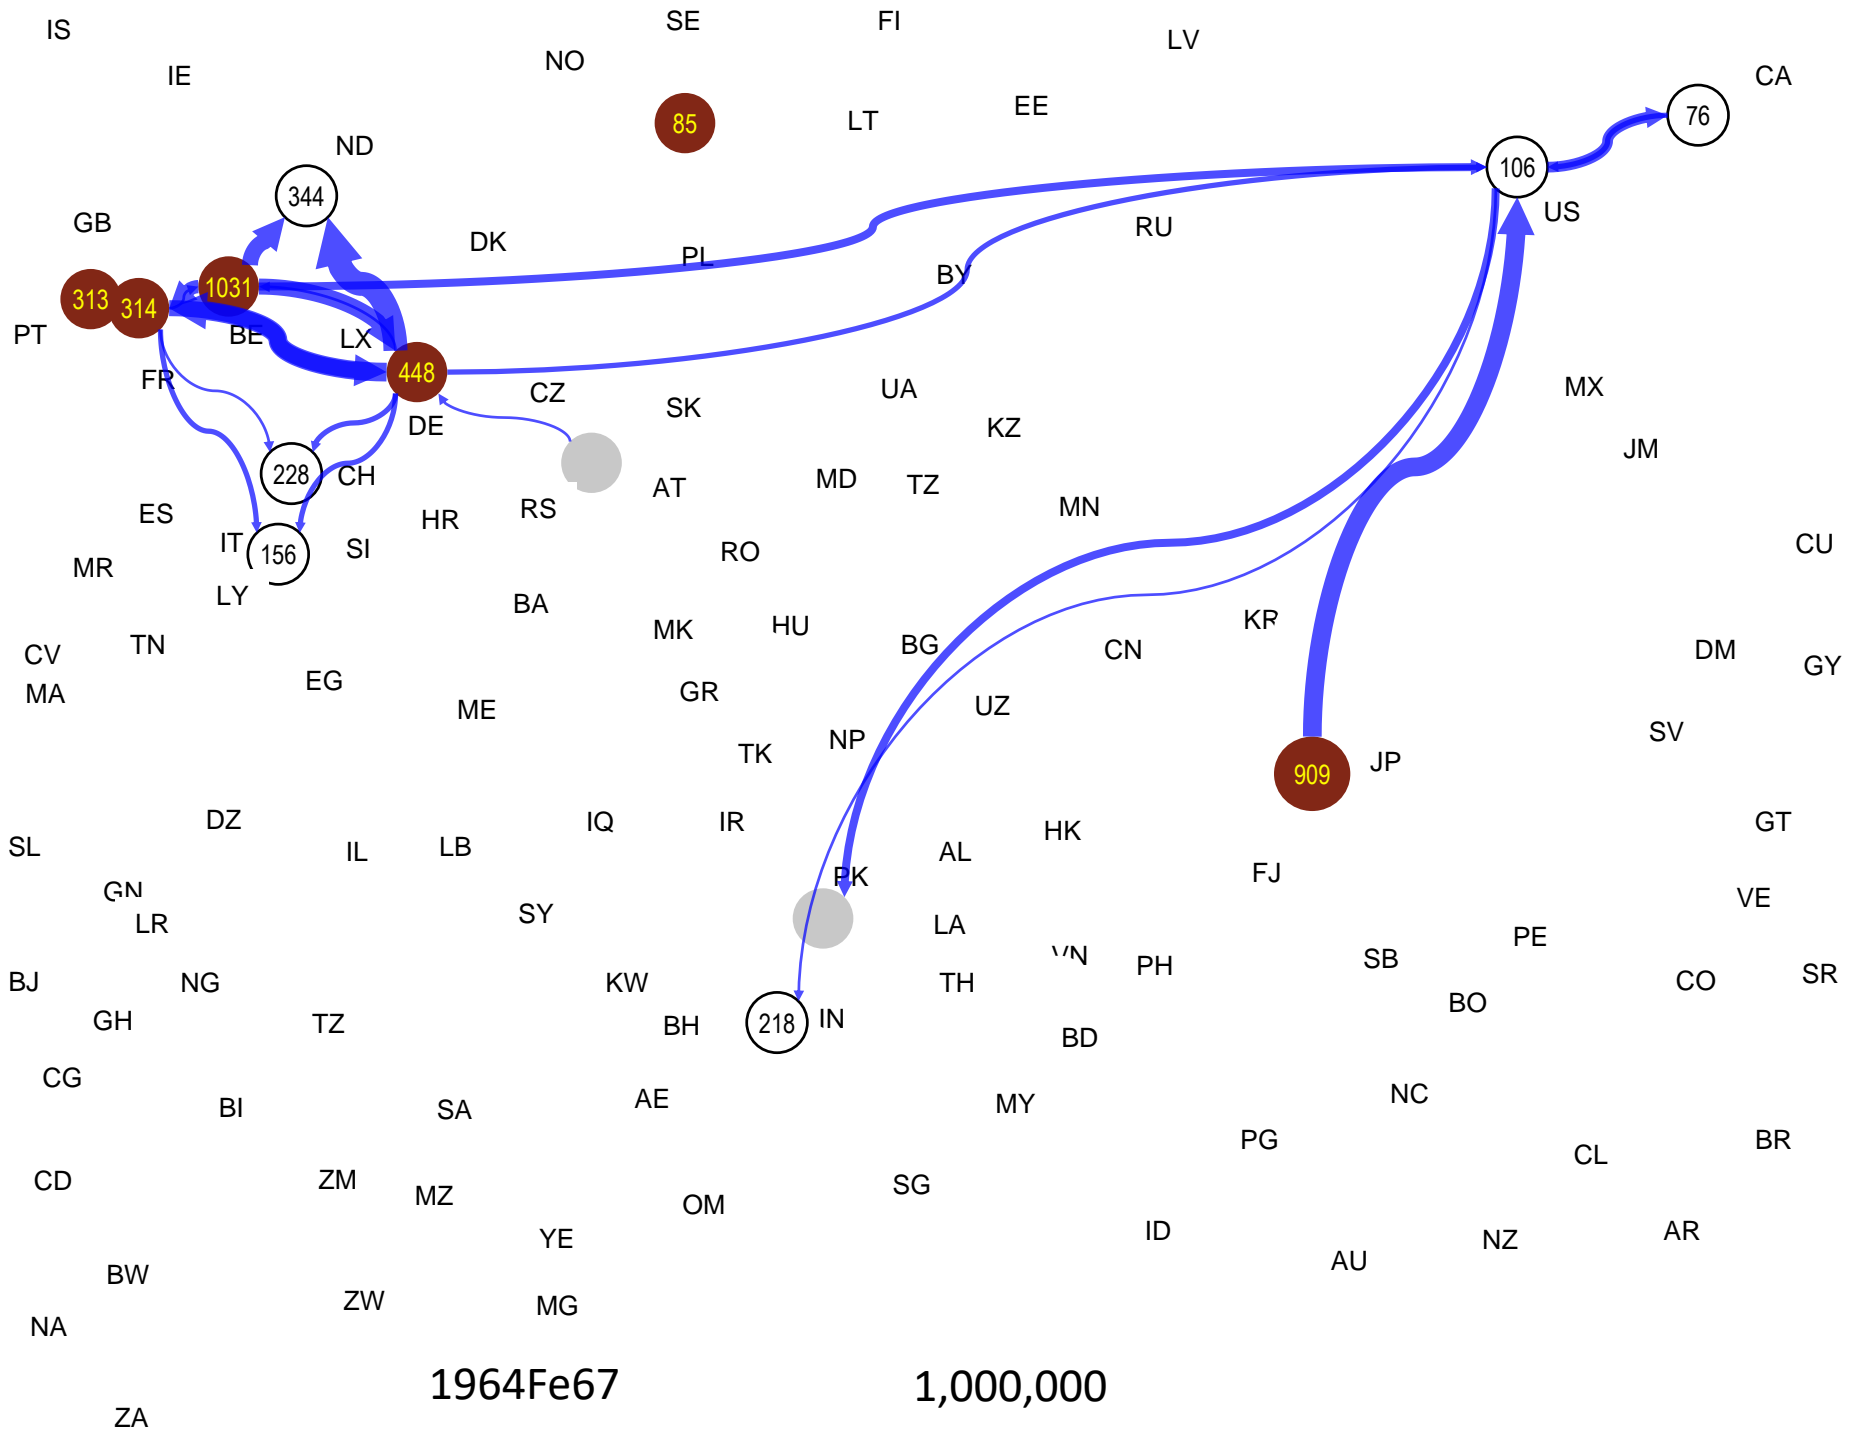 IS
SE
FI
LV
NO
IE
CA
EE
LT
76
85
ND
106
344
US
GB
RU
DK
PL
BY
1031
313
314
PT
BE
LX
448
FR
CZ
UA
MX
SK
DE
KZ
JM
228
CH
MD
TZ
AT
MN
ES
RS
HR
IT
156
SI
RO
CU
MR
LY
BA
KR
HU
MK
TN
BG
CN
DM
CV
GY
EG
MA
GR
ME
UZ
SV
NP
TK
JP
909
DZ
IQ
IR
GT
HK
SL
IL
LB
AL
FJ
PK
GN
VE
SY
LR
LA
PE
VN
PH
SB
SR
BJ
NG
KW
TH
CO
BO
GH
TZ
BH
218
IN
BD
CG
NC
AE
MY
BI
SA
PG
BR
CL
CD
ZM
SG
MZ
OM
ID
AR
YE
NZ
AU
BW
ZW
MG
NA
1964Fe67
1,000,000
ZA